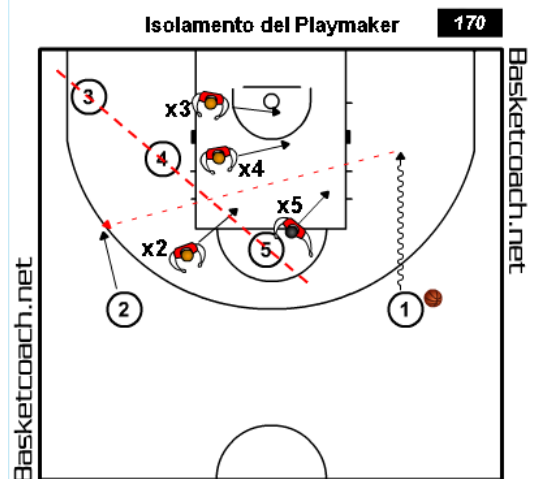 Isolamento del Playmaker
170
Basketcoach.net
3
x3
4
x4
x5
x2
5
2
1
Basketcoach.net